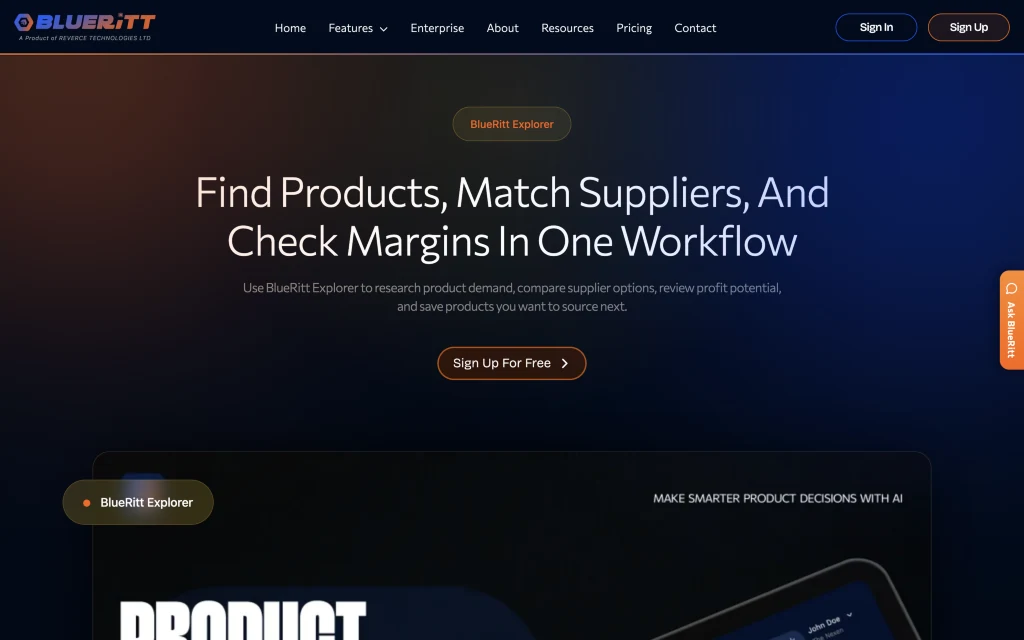 BLUERiTT
A Product of REVERCE TECHNOLOGIES LTD
Home
Features
Enterprise
About
Resources
Pricing
Contact
Sign In
Sign Up
BlueRitt Explorer
Find Products, Match Suppliers, And
Check Margins In One Workflow
Use BlueRitt Explorer to research product demand, compare supplier options, review profit potential,
and save products you want to source next.
Sign Up For Free
Ask BlueRitt
BlueRitt Explorer
MAKE SMARTER PRODUCT DECISIONS WITH AI
PRODUCT
John Doe
The Nexen